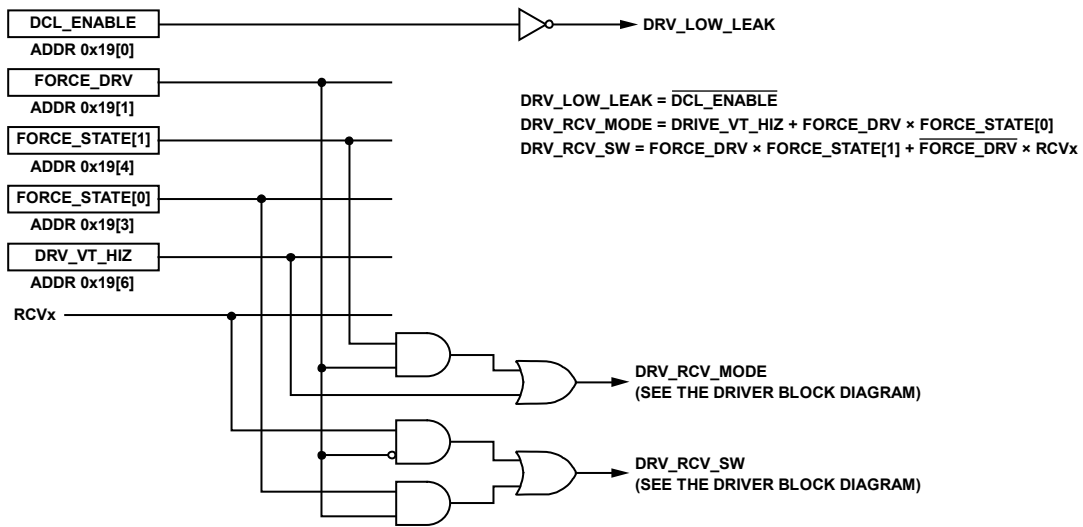 DCL_ENABLE
ADDR 0x19[0]
DRV_LOW_LEAK
FORCE_DRV
ADDR 0x19[1]
DRV_LOW_LEAK = DCL_ENABLE
DRV_RCV_MODE = DRIVE_VT_HIZ + FORCE_DRV × FORCE_STATE[0]
DRV_RCV_SW = FORCE_DRV × FORCE_STATE[1] + FORCE_DRV × RCVx
FORCE_STATE[1]
ADDR 0x19[4]
FORCE_STATE[0]
ADDR 0x19[3]
DRV_VT_HIZ
ADDR 0x19[6]
RCVx
DRV_RCV_MODE
(SEE THE DRIVER BLOCK DIAGRAM)
DRV_RCV_SW
(SEE THE DRIVER BLOCK DIAGRAM)